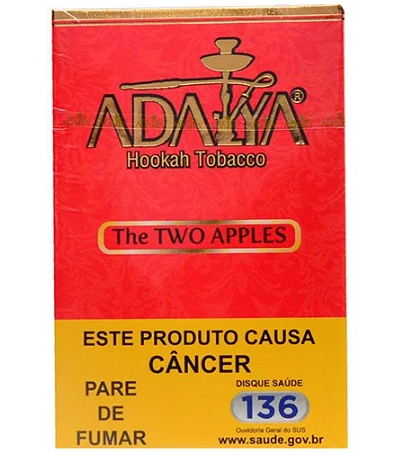 ADALYA®
Hookah Tobacco
The TWO APPLES
ESTE PRODUTO CAUSA
CÂNCER
PARE
DE
FUMAR
DISQUE SAÚDE
136
Ouvidoria Geral do SUS
www.saude.gov.br